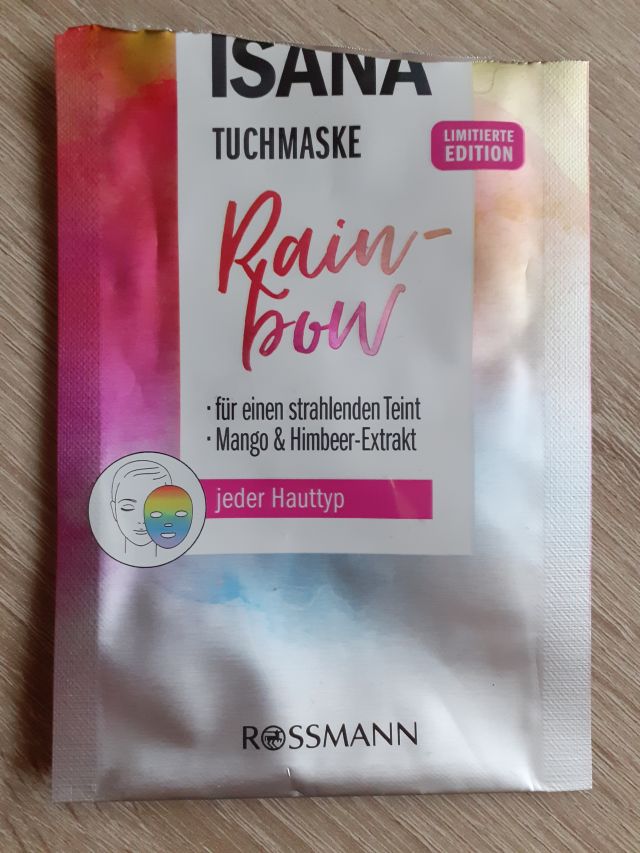 ISANA
TUCHMASKE
LIMITIERTE
EDITION
Rain-
bow
· für einen strahlenden Teint
· Mango & Himbeer-Extrakt
jeder Hauttyp
ROSSMANN